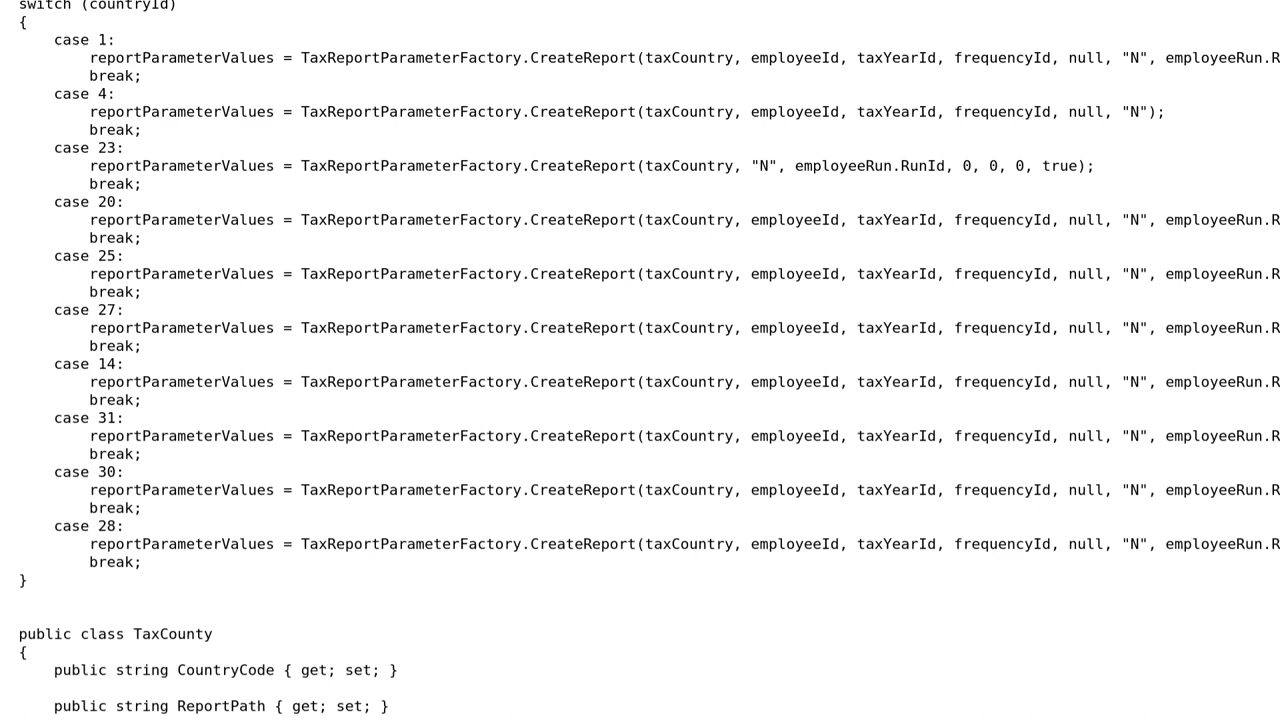 switch (countryId)
{
case 1:
reportParameterValues = TaxReportParameterFactory.CreateReport(taxCountry, employeeId, taxYearId, frequencyId, null, "N", employeeRun.R
break;
case 4:
reportParameterValues = TaxReportParameterFactory.CreateReport(taxCountry, employeeId, taxYearId, frequencyId, null, "N");
break;
case 23:
reportParameterValues = TaxReportParameterFactory.CreateReport(taxCountry, "N", employeeRun.RunId, 0, 0, 0, true);
break;
case 20:
reportParameterValues = TaxReportParameterFactory.CreateReport(taxCountry, employeeId, taxYearId, frequencyId, null, "N", employeeRun.R
break;
case 25:
reportParameterValues = TaxReportParameterFactory.CreateReport(taxCountry, employeeId, taxYearId, frequencyId, null, "N", employeeRun.R
break;
case 27:
reportParameterValues = TaxReportParameterFactory.CreateReport(taxCountry, employeeId, taxYearId, frequencyId, null, "N", employeeRun.R
break;
case 14:
reportParameterValues = TaxReportParameterFactory.CreateReport(taxCountry, employeeId, taxYearId, frequencyId, null, "N", employeeRun.R
break;
case 31:
reportParameterValues = TaxReportParameterFactory.CreateReport(taxCountry, employeeId, taxYearId, frequencyId, null, "N", employeeRun.R
break;
case 30:
reportParameterValues = TaxReportParameterFactory.CreateReport(taxCountry, employeeId, taxYearId, frequencyId, null, "N", employeeRun.R
break;
case 28:
reportParameterValues = TaxReportParameterFactory.CreateReport(taxCountry, employeeId, taxYearId, frequencyId, null, "N", employeeRun.R
break;
}
public class TaxCounty
{
public string CountryCode { get; set; }
public string ReportPath { get; set; }